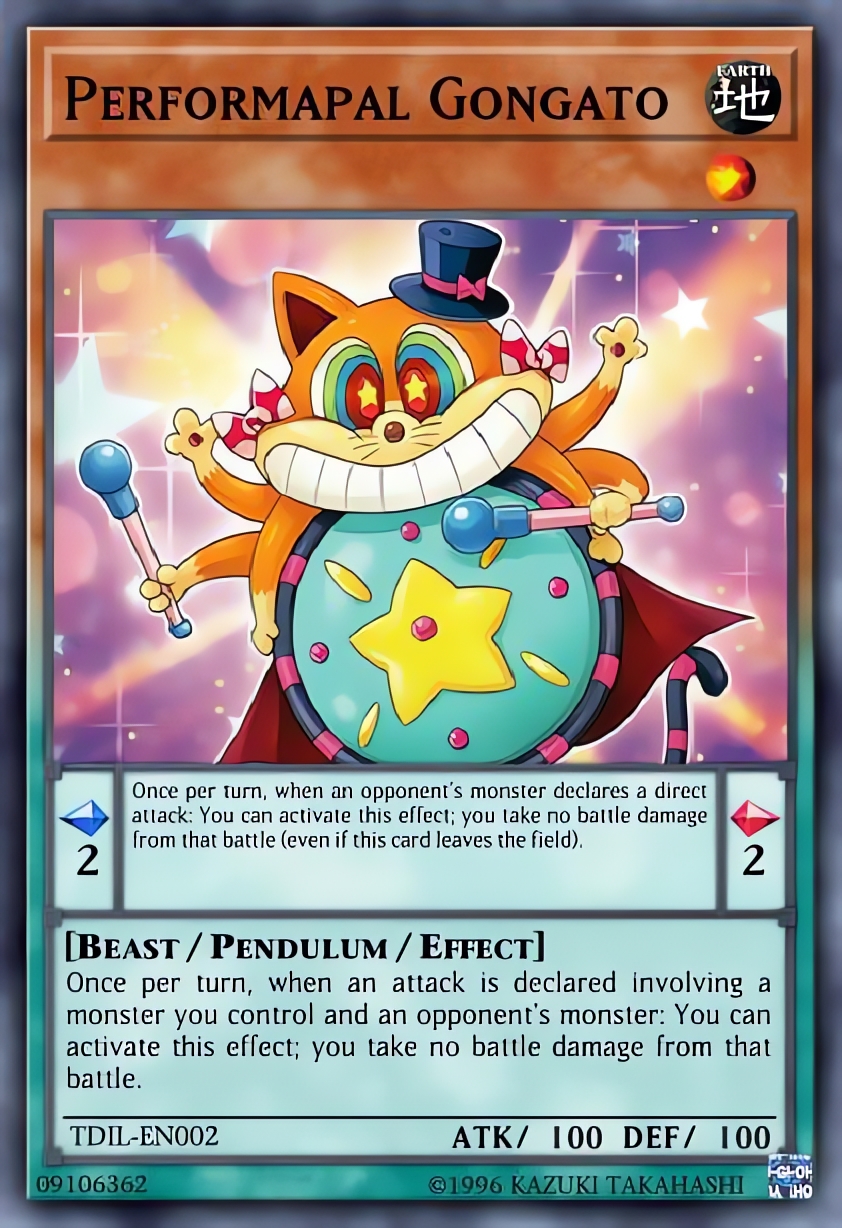 PERFORMAPAL GONGATO
EARTH
地
Once per turn, when an opponent's monster declares a direct
attack: You can activate this effect; you take no battle damage
from that battle (even if this card leaves the field).
2
2
[BEAST / PENDULUM / EFFECT]
Once per turn, when an attack is declared involving a
monster you control and an opponent's monster: You can
activate this effect; you take no battle damage from that
battle.
TDIL-EN002
ATK/ 100 DEF/ 100
09106362
©1996 KAZUKI TAKAHASHI